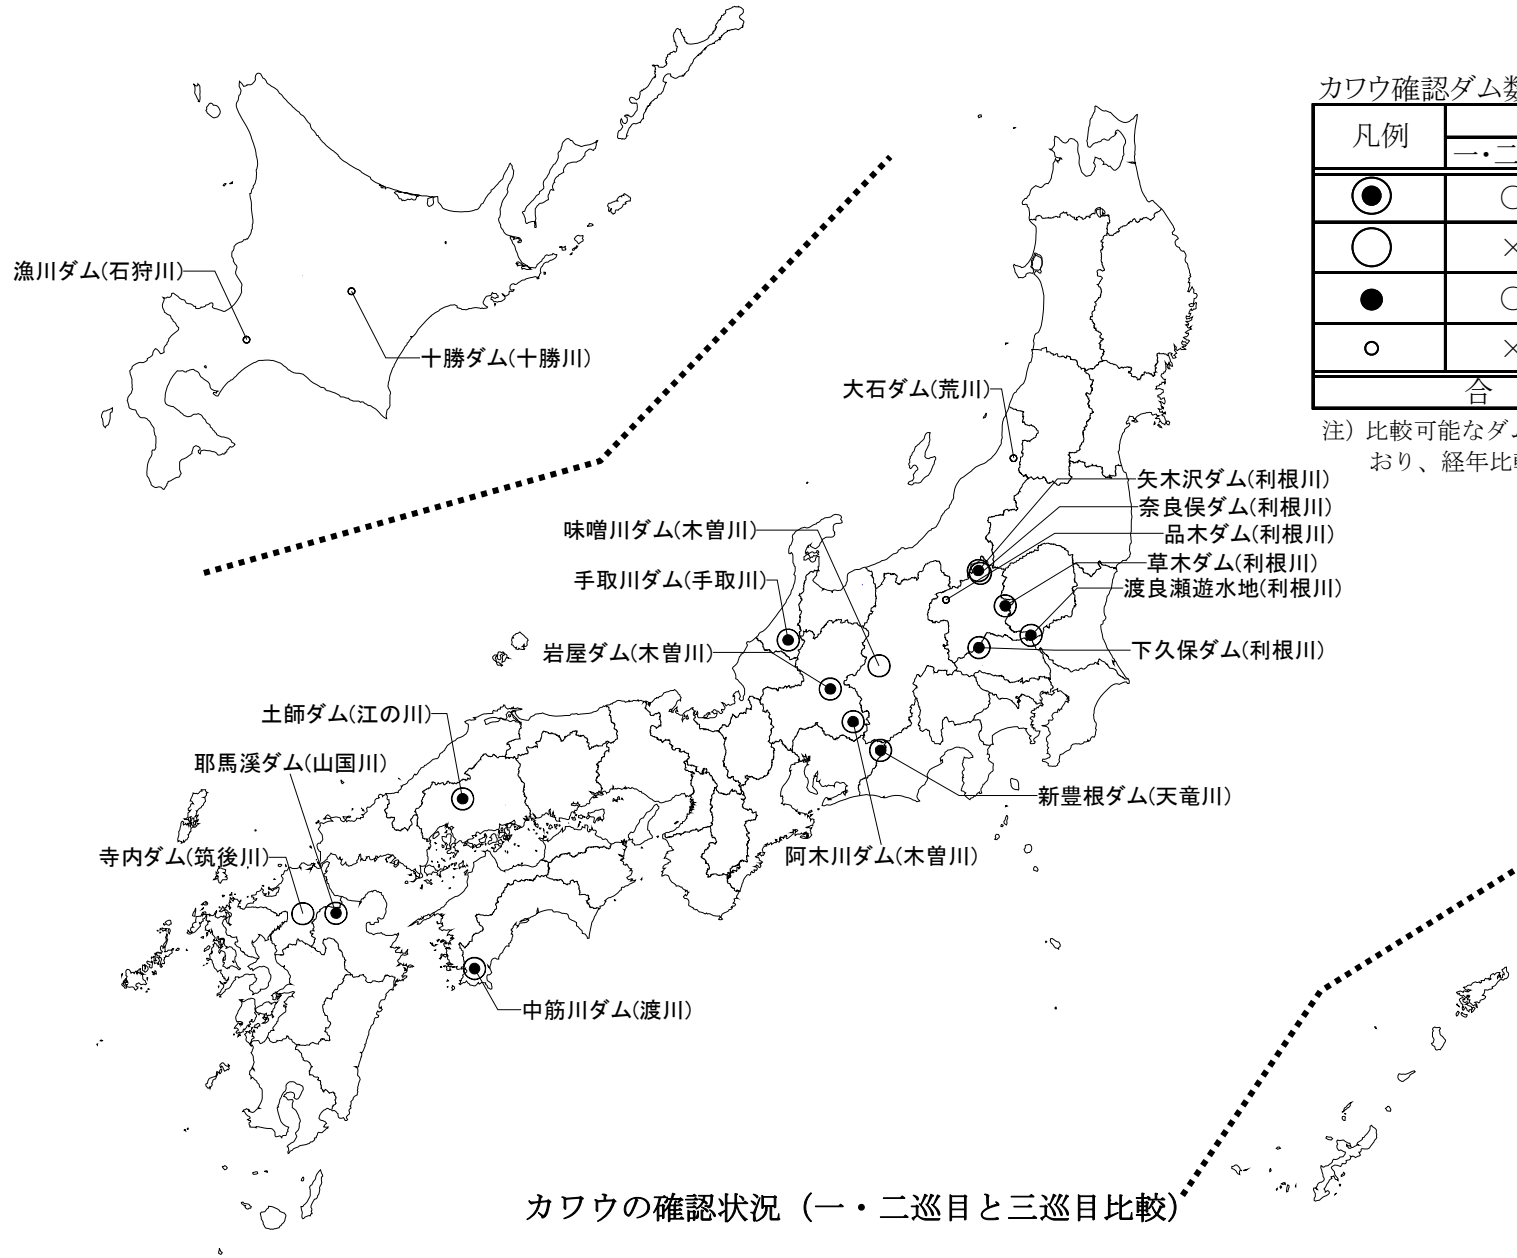 カワウ確認ダム数
凡例
一・二
○
×
○
×
合
注）比較可能なダム
おり、経年比較
漁川ダム(石狩川)
十勝ダム(十勝川)
大石ダム(荒川)
矢木沢ダム(利根川)
奈良俣ダム(利根川)
品木ダム(利根川)
草木ダム(利根川)
渡良瀬遊水地(利根川)
下久保ダム(利根川)
味噌川ダム(木曽川)
手取川ダム(手取川)
岩屋ダム(木曽川)
土師ダム(江の川)
耶馬溪ダム(山国川)
新豊根ダム(天竜川)
阿木川ダム(木曽川)
寺内ダム(筑後川)
中筋川ダム(渡川)
カワウの確認状況（一・二巡目と三巡目比較）